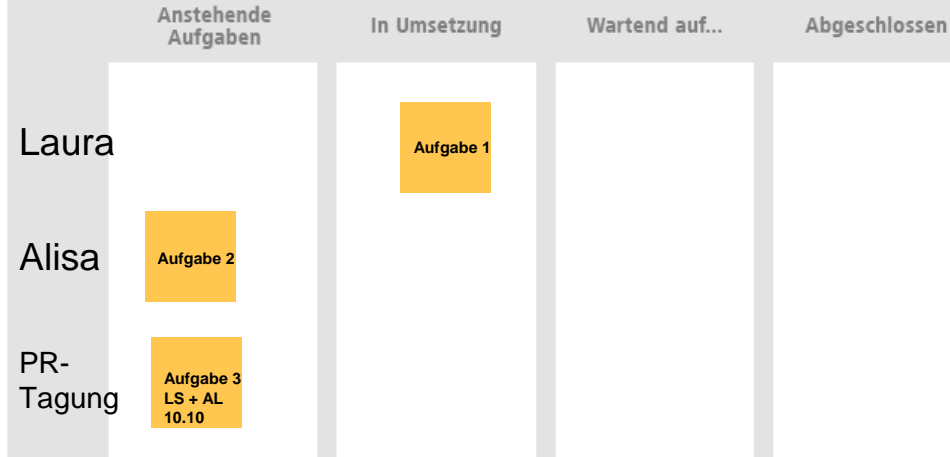 Anstehende
Aufgaben
In Umsetzung
Wartend auf...
Abgeschlossen
Laura
Aufgabe 1
Alisa
Aufgabe 2
PR-
Tagung
Aufgabe 3
LS + AL
10.10